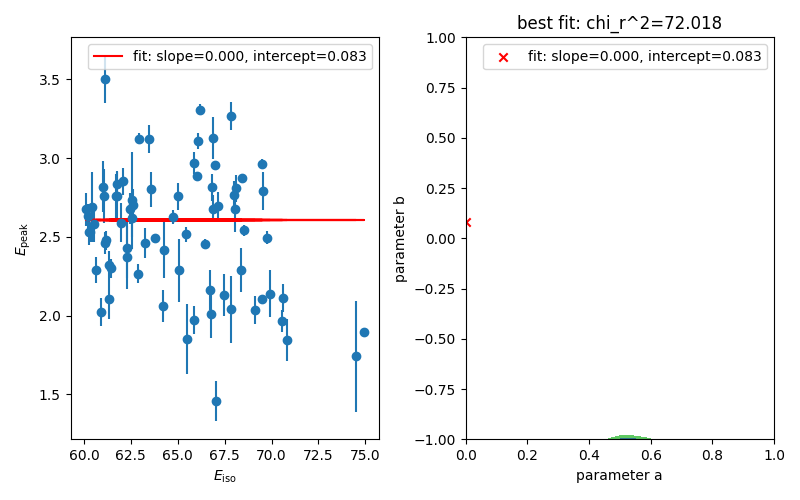 fit: slope=0.000, intercept=0.083
3.5
3.0
2.5
2.0
1.5
E_peak
60.0 62.5 65.0 67.5 70.0 72.5 75.0
E_iso
best fit: chi_r^2=72.018
fit: slope=0.000, intercept=0.083
1.00
0.75
0.50
0.25
0.00
−0.25
−0.50
−0.75
−1.00
parameter b
0.0 0.2 0.4 0.6 0.8 1.0
parameter a